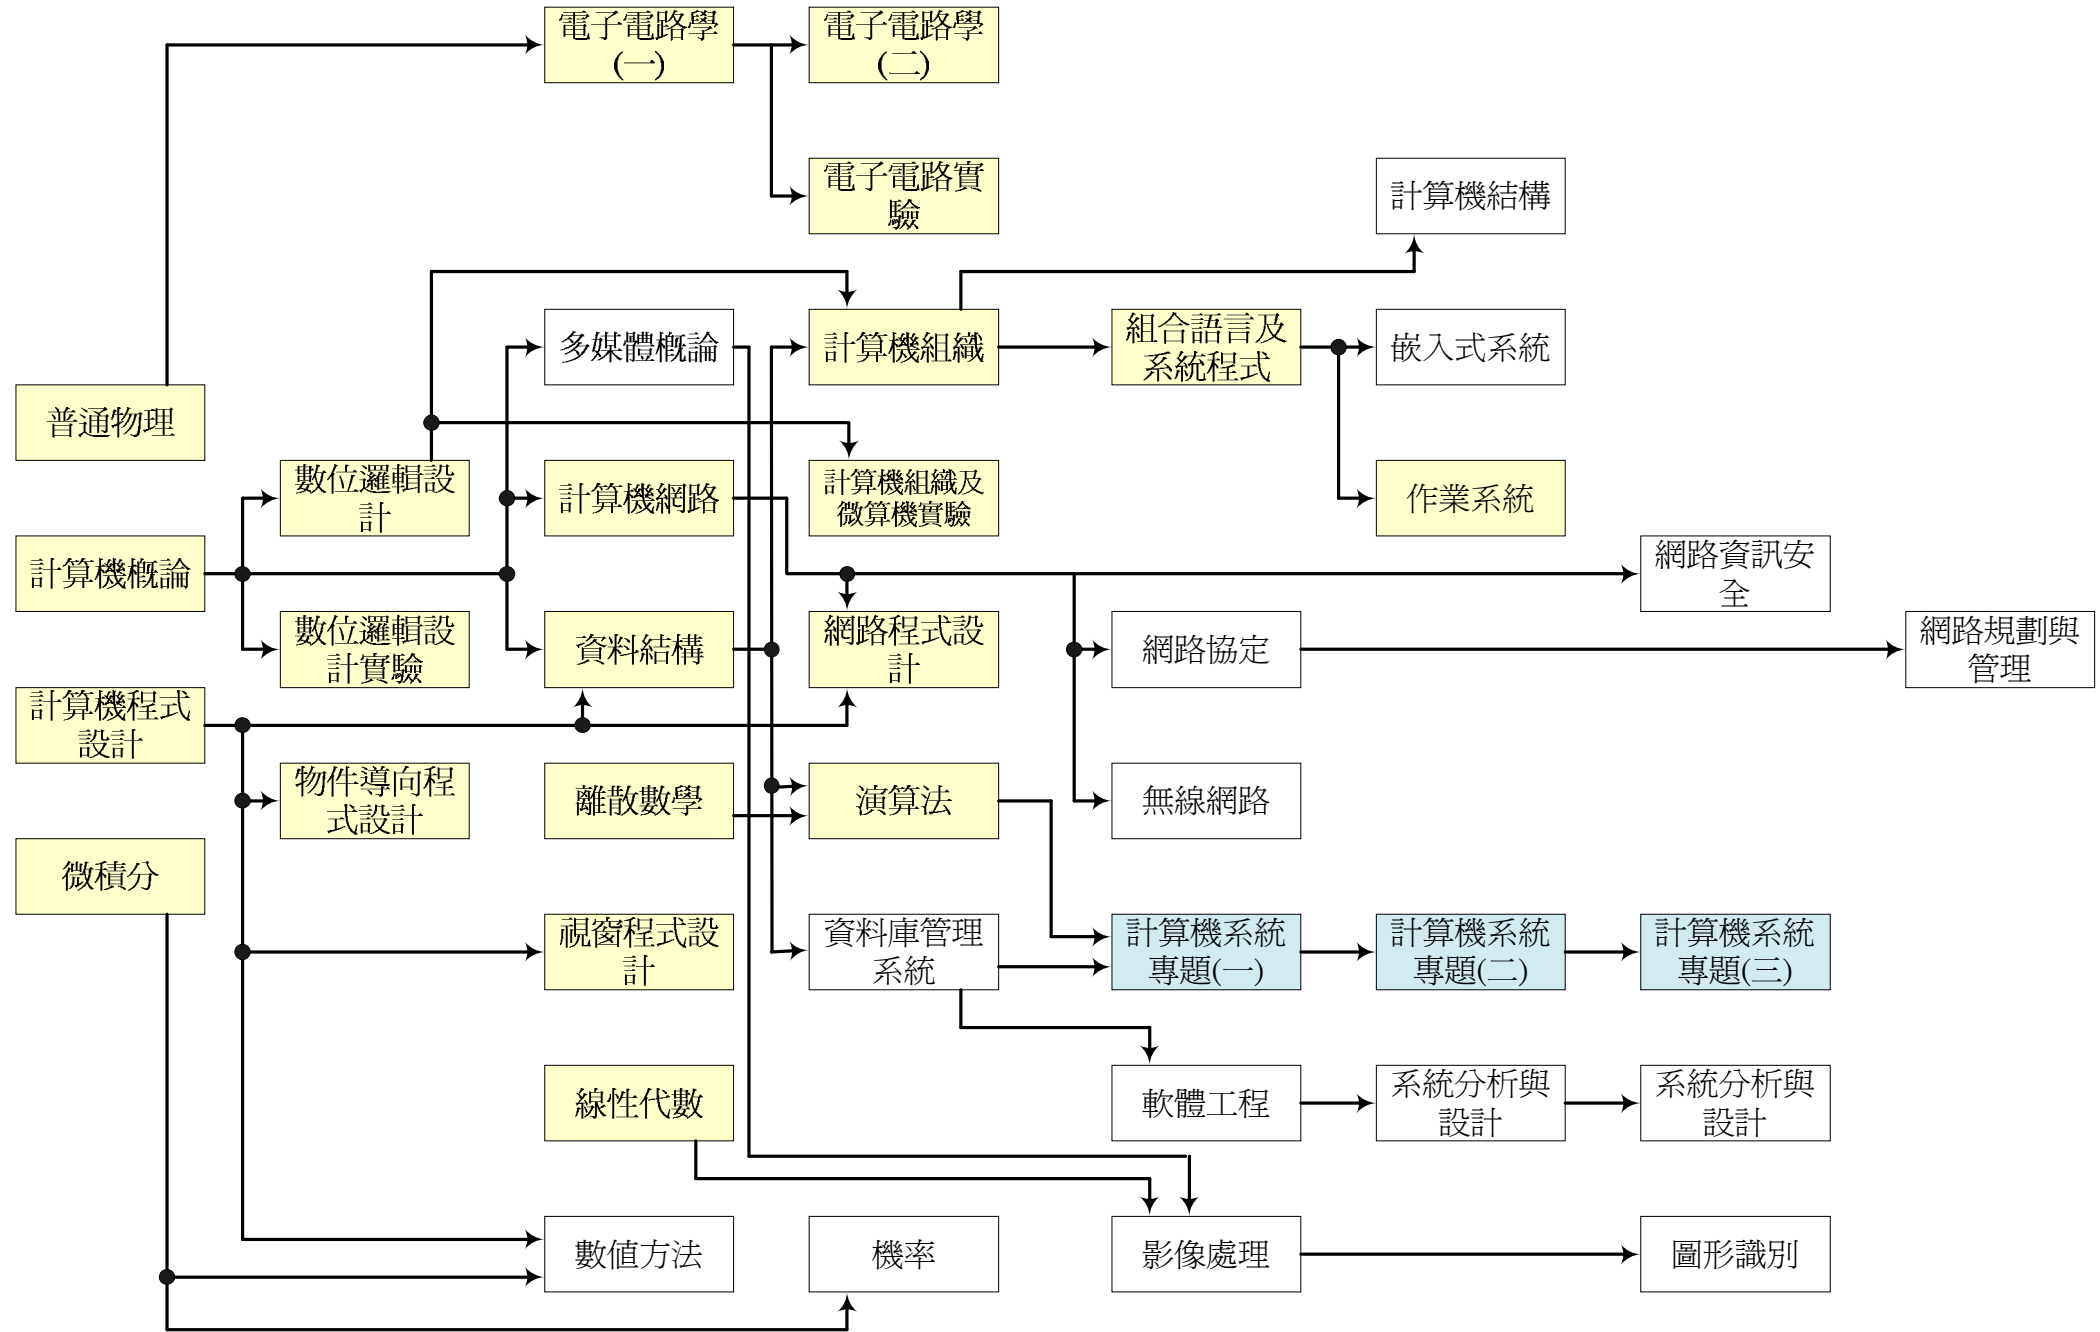 電子電路學
(一)
電子電路學
(二)
電子電路實
驗
計算機結構
多媒體概論
計算機組織
組合語言及
系統程式
嵌入式系統
普通物理
數位邏輯設
計
計算機網路
計算機組織及
微算機實驗
作業系統
計算機概論
網路資訊安
全
數位邏輯設
計實驗
資料結構
網路程式設
計
網路協定
網路規劃與
管理
計算機程式
設計
物件導向程
式設計
離散數學
演算法
無線網路
微積分
視窗程式設
計
資料庫管理
系統
計算機系統
專題(一)
計算機系統
專題(二)
計算機系統
專題(三)
線性代數
軟體工程
系統分析與
設計
系統分析與
設計
數值方法
機率
影像處理
圖形識別